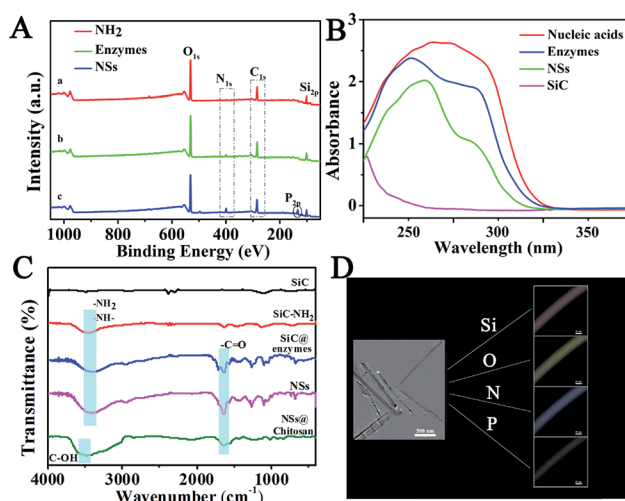 A
NH2
Enzymes
NSs
O1s
N1s
C1s
Si2p
P2p
a
b
c
Intensity (a.u.)
1000 800 600 400 200
Binding Energy (eV)
B
Nucleic acids
Enzymes
NSs
SiC
Absorbance
3
2
1
0
250 300 350
Wavelength (nm)
C
SiC
-NH2
-NH-
SiC-NH2
-C=O
SiC@
enzymes
NSs
NSs@
Chitosan
C-OH
Transmittance (%)
4000 3000 2000 1000
Wavenumber (cm-1)
D
Si
O
N
P
500 nm